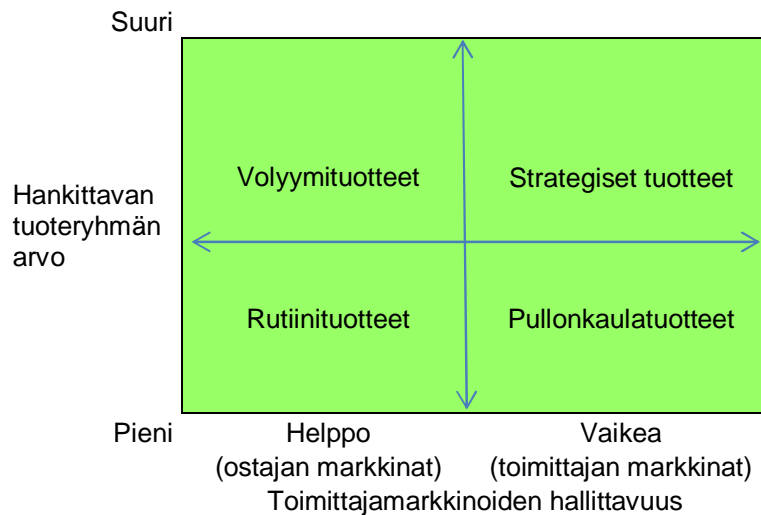 Suuri
Volyymituotteet
Strategiset tuotteet
Hankittavan
tuoteryhmän
arvo
Rutiinituotteet
Pullonkaulatuotteet
Pieni
Helppo
(ostajan markkinat)
Vaikea
(toimittajan markkinat)
Toimittajamarkkinoiden hallittavuus